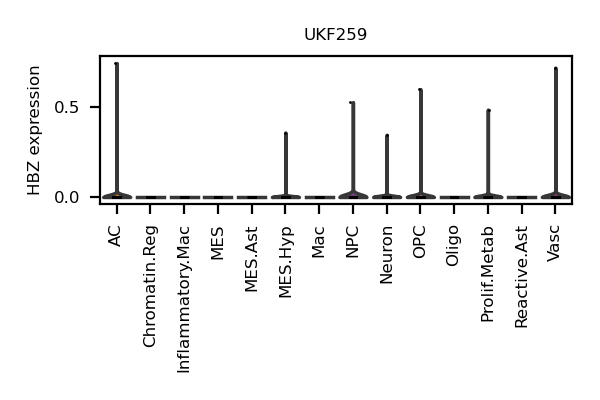 UKF259
HBZ expression
0.5
0.0
AC
Chromatin.Reg
Inflammatory.Mac
MES
MES.Ast
MES.Hyp
Mac
NPC
Neuron
OPC
Oligo
Prolif.Metab
Reactive.Ast
Vasc